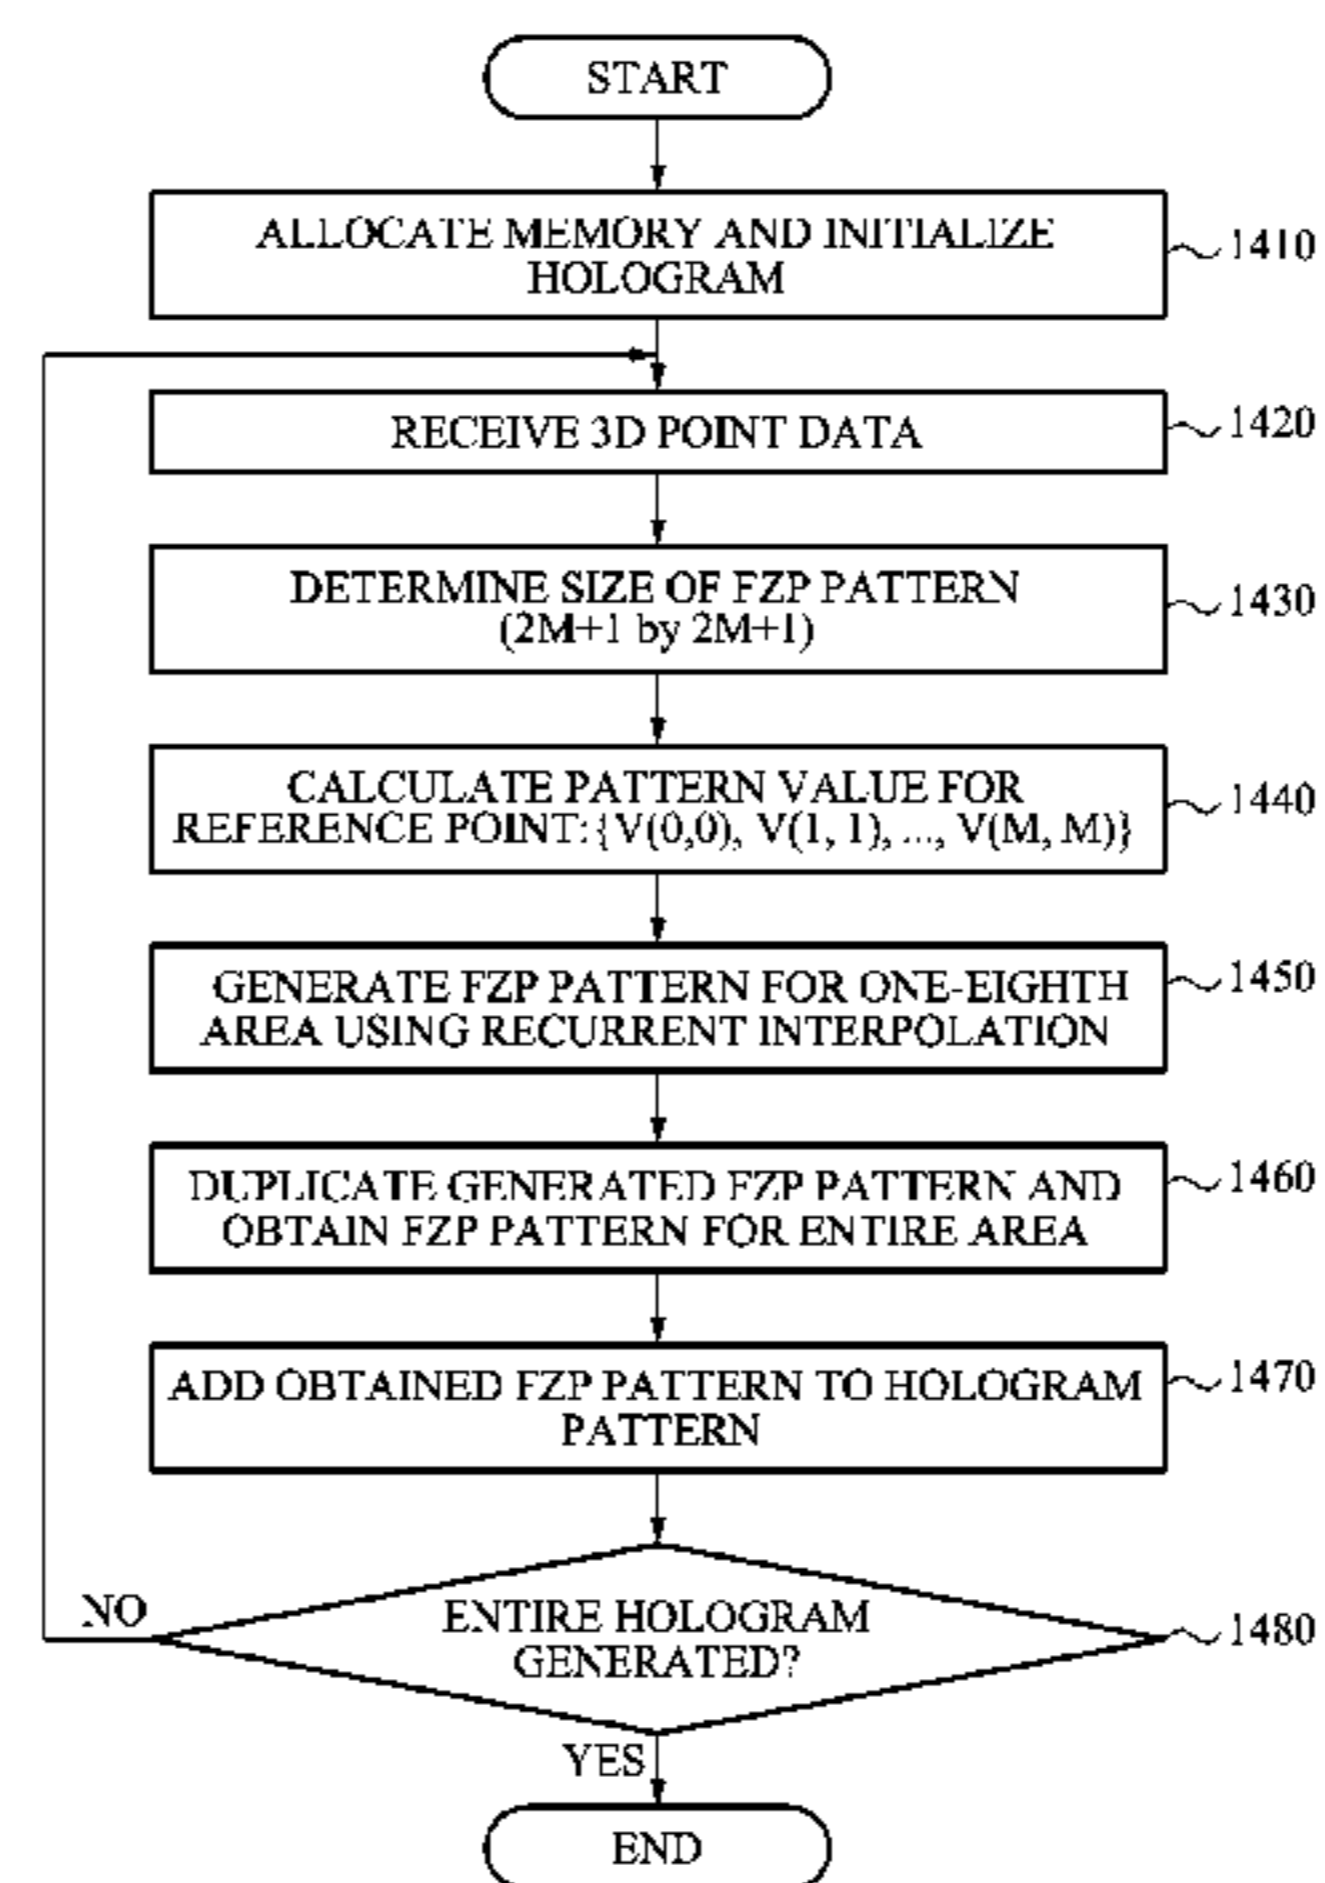 START
ALLOCATE MEMORY AND INITIALIZE
HOLOGRAM
1410
RECEIVE 3D POINT DATA
1420
DETERMINE SIZE OF FZP PATTERN
(2M+1 by 2M+1)
1430
CALCULATE PATTERN VALUE FOR
REFERENCE POINT: {V(0,0), V(1, 1), ..., V(M, M)}
1440
GENERATE FZP PATTERN FOR ONE-EIGHTH
AREA USING RECURRENT INTERPOLATION
1450
DUPLICATE GENERATED FZP PATTERN AND
OBTAIN FZP PATTERN FOR ENTIRE AREA
1460
ADD OBTAINED FZP PATTERN TO HOLOGRAM
PATTERN
1470
NO
ENTIRE HOLOGRAM
GENERATED?
1480
YES
END